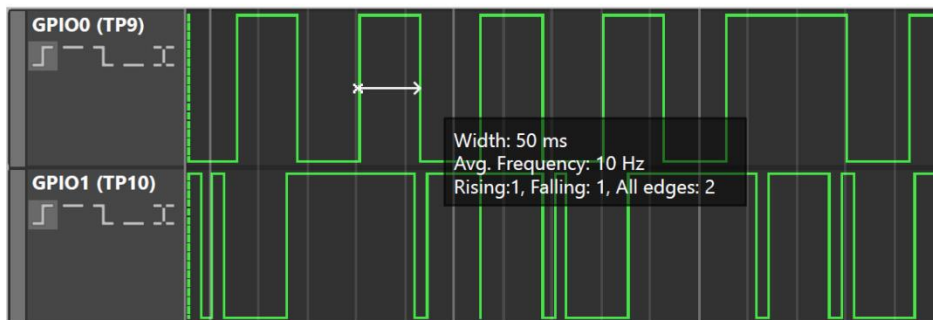 GPIO0 (TP9)
Width: 50 ms
Avg. Frequency: 10 Hz
Rising:1, Falling: 1, All edges: 2
GPIO1 (TP10)